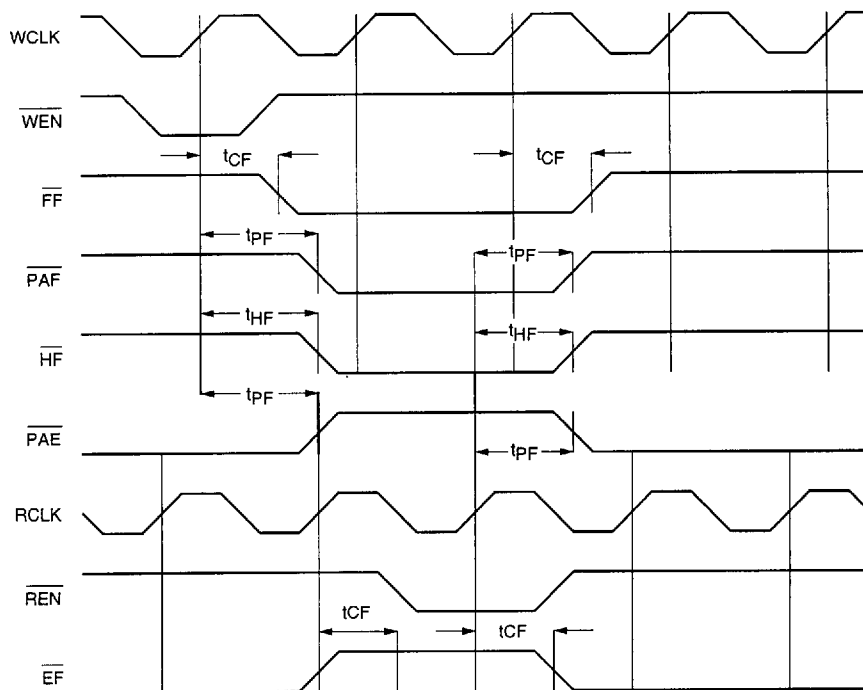 WCLK
WEN
tCF tCF
FF
tPF tPF
PAF
tHF tHF
HF
tPF
PAE
tPF
RCLK
REN
tCF tCF
EF